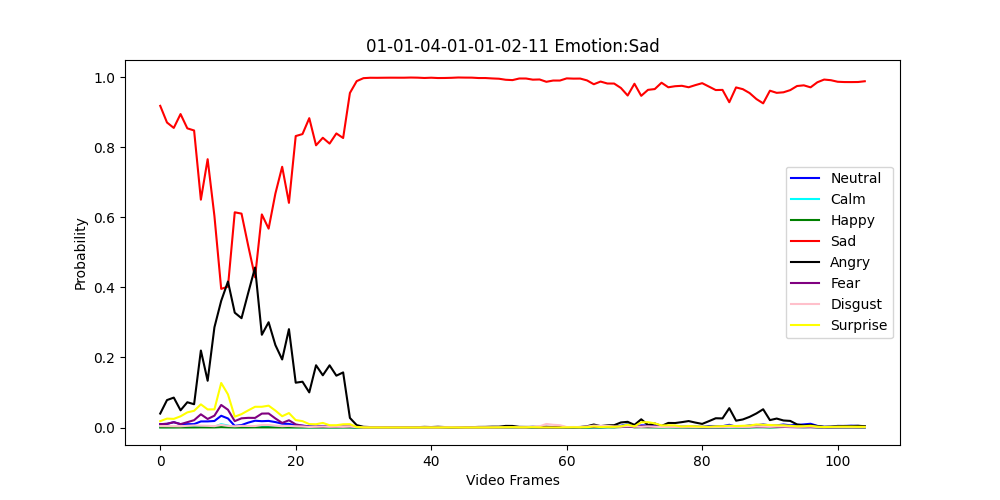 01-01-04-01-01-02-11 Emotion:Sad
Probability
1.0
0.8
0.6
0.4
0.2
0.0
0
20
40
60
80
100
Video Frames
Neutral
Calm
Happy
Sad
Angry
Fear
Disgust
Surprise